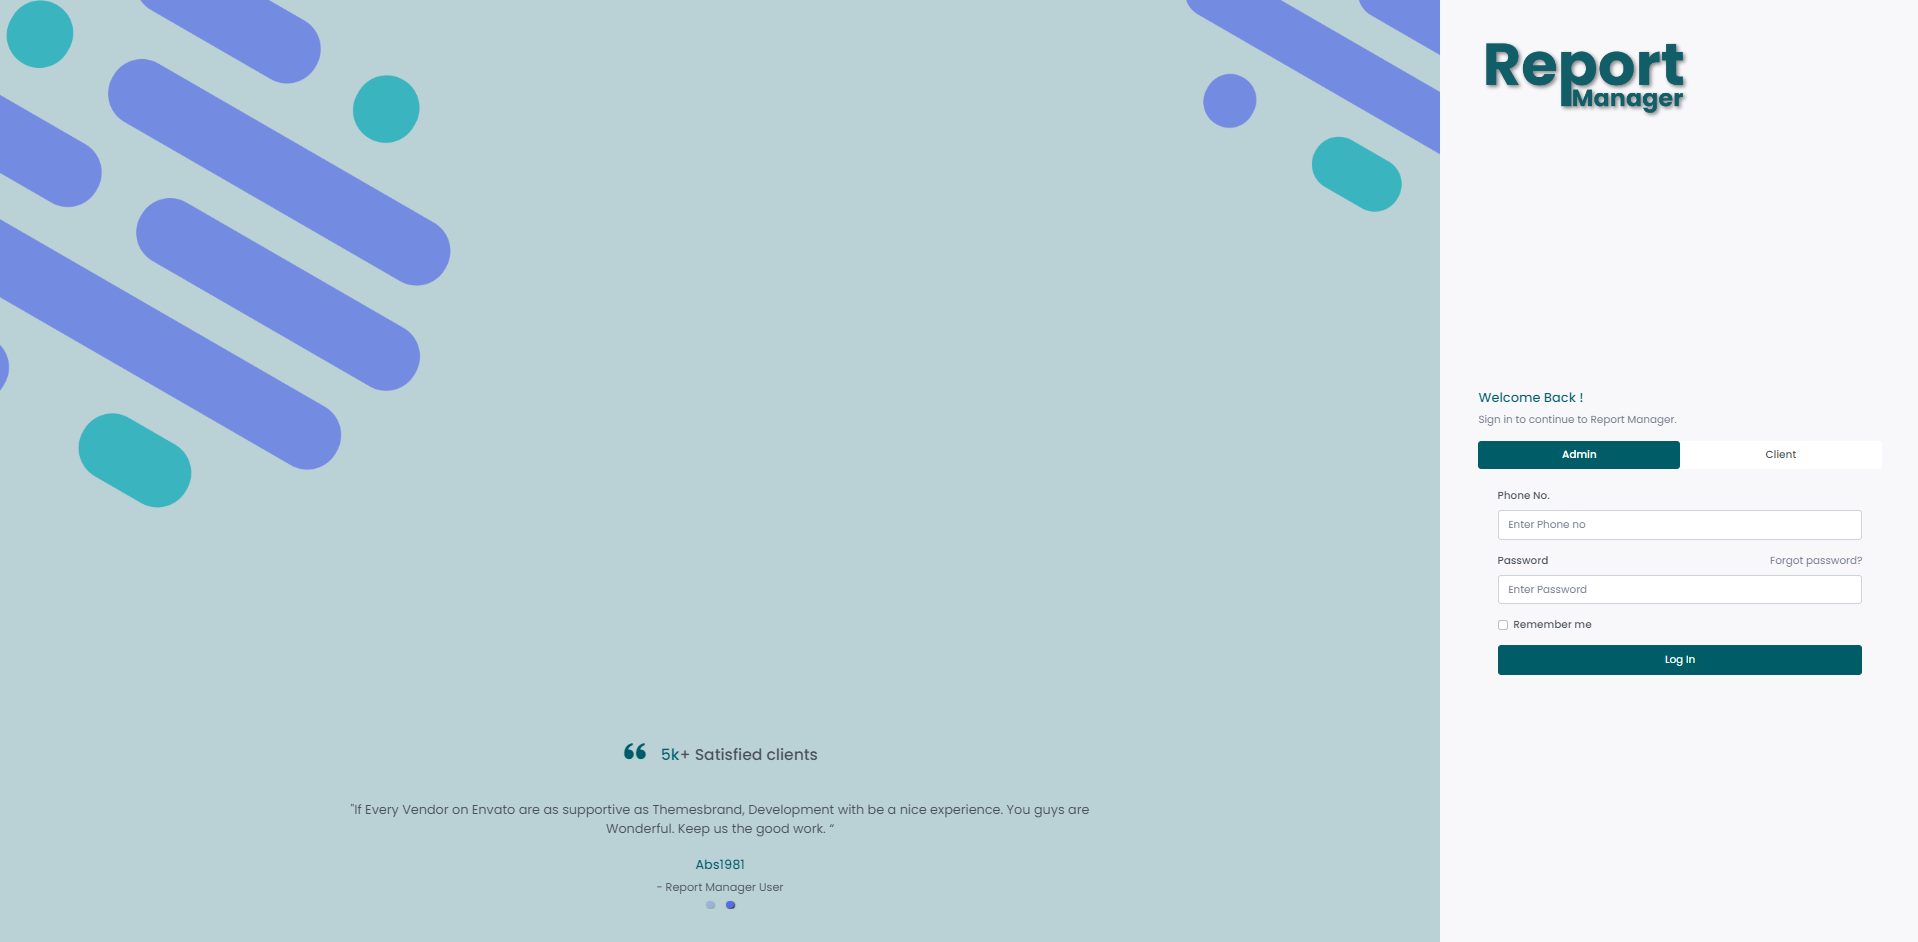 Report
Manager
Welcome Back !
Sign in to continue to Report Manager.
Admin
Client
Phone No.
Enter Phone no
Password
Forgot password?
Enter Password
Remember me
Log In
“ 5k+ Satisfied clients
"If Every Vendor on Envato are as supportive as Themesbrand, Development with be a nice experience. You guys are
Wonderful. Keep us the good work. “
Abs1981
- Report Manager User